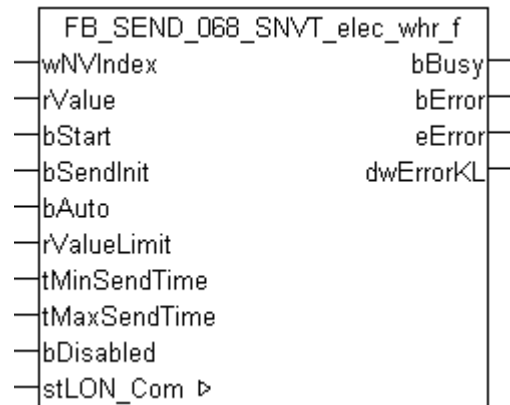 FB_SEND_068_SNVT_elec_whr_f
wNVIndex bBusy
rValue bError
bStart eError
bSendInit dwErrorKL
bAuto
rValueLimit
tMinSendTime
tMaxSendTime
bDisabled
stLON_Com ▷